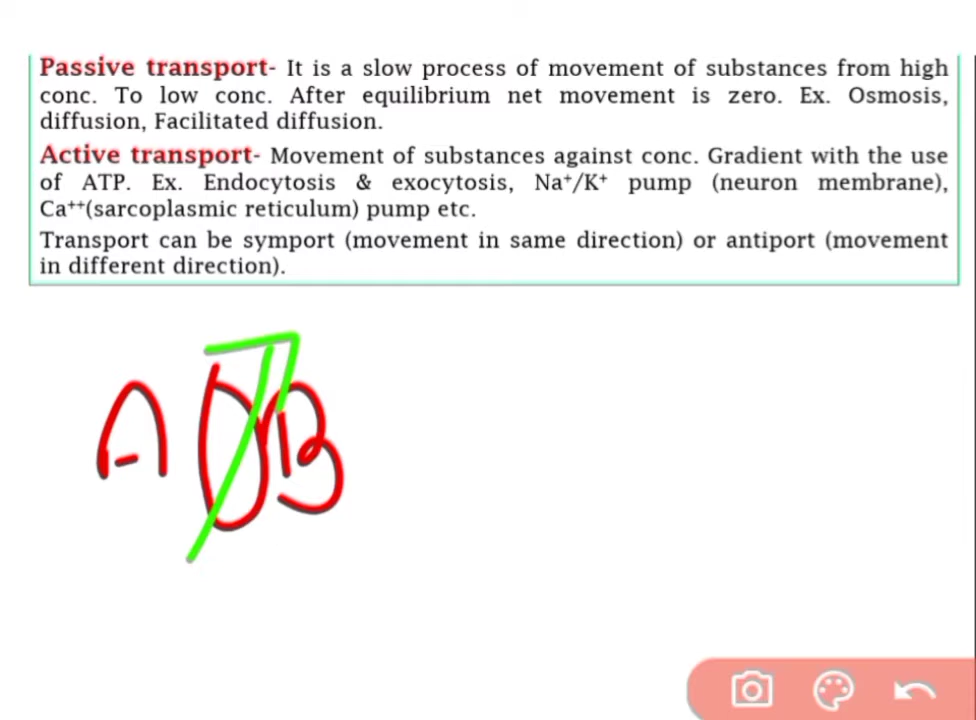 Passive transport- It is a slow process of movement of substances from high
conc. To low conc. After equilibrium net movement is zero. Ex. Osmosis,
diffusion, Facilitated diffusion.
Active transport- Movement of substances against conc. Gradient with the use
of ATP. Ex. Endocytosis & exocytosis, Na⁺/K⁺ pump (neuron membrane),
Ca⁺⁺(sarcoplasmic reticulum) pump etc.
Transport can be symport (movement in same direction) or antiport (movement
in different direction).
A B